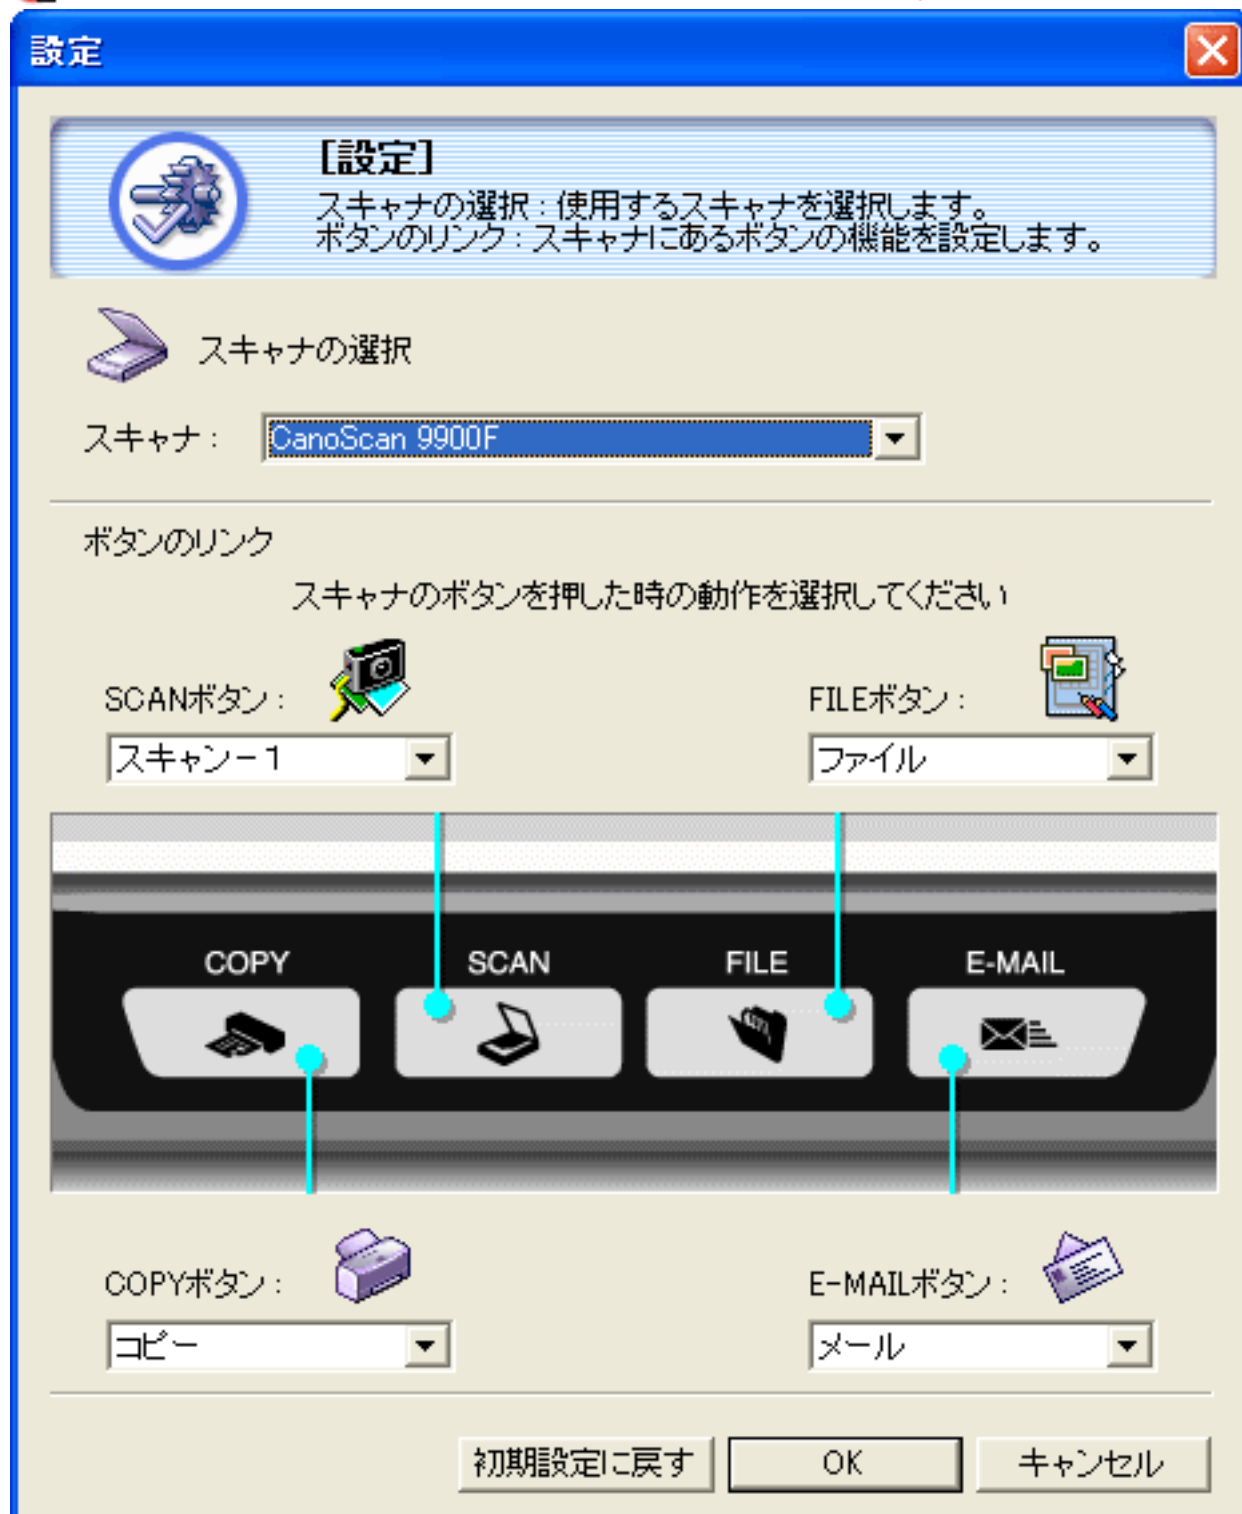 設定
[設定]
スキャナの選択：使用するスキャナを選択します。
ボタンのリンク：スキャナにあるボタンの機能を設定します。
スキャナの選択
スキャナ： CanoScan 9900F
ボタンのリンク
スキャナのボタンを押した時の動作を選択してください
SCANボタン： FILEボタン：
スキャン－1 ファイル
COPY SCAN FILE E-MAIL
COPYボタン： E-MAILボタン：
コピー メール
初期設定に戻す OK キャンセル